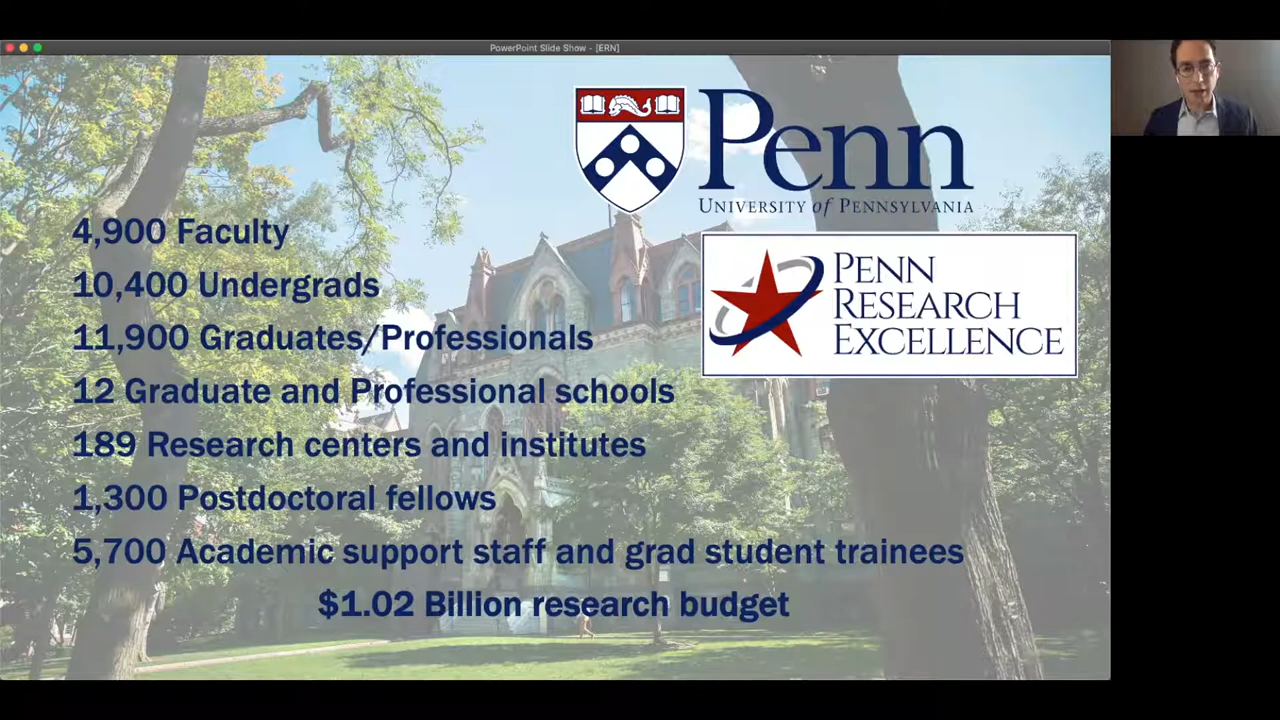 PowerPoint Slide Show - [ERN]
Penn
UNIVERSITY of PENNSYLVANIA
4,900 Faculty
10,400 Undergrads
11,900 Graduates/Professionals
12 Graduate and Professional schools
189 Research centers and institutes
1,300 Postdoctoral fellows
5,700 Academic support staff and grad student trainees
$1.02 Billion research budget
PENN
RESEARCH
EXCELLENCE